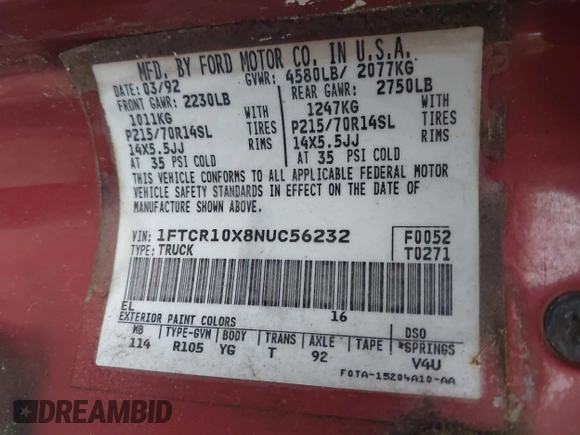 MFD. BY FORD MOTOR CO. IN U.S.A.
DATE: 03/92 GVWR: 4580LB/ 2077KG
FRONT GAWR: 2230LB REAR GAWR: 2750LB
1011KG WITH 1247KG WITH
P215/70R14SL TIRES P215/70R14SL TIRES
14X5.5JJ RIMS 14X5.5JJ RIMS
AT 35 PSI COLD AT 35 PSI COLD
THIS VEHICLE CONFORMS TO ALL APPLICABLE FEDERAL MOTOR
VEHICLE SAFETY STANDARDS IN EFFECT ON THE DATE OF
MANUFACTURE SHOWN ABOVE.
VIN: 1FTCR10X8NUC56232 F0052
TYPE: TRUCK T0271
EL 16
EXTERIOR PAINT COLORS DSO
WB TYPE-GVM BODY TRANS AXLE TAPE *SPRINGS
114 R105 YG T 92 V4U
F0TA-15204A10-AA
DREAMBID